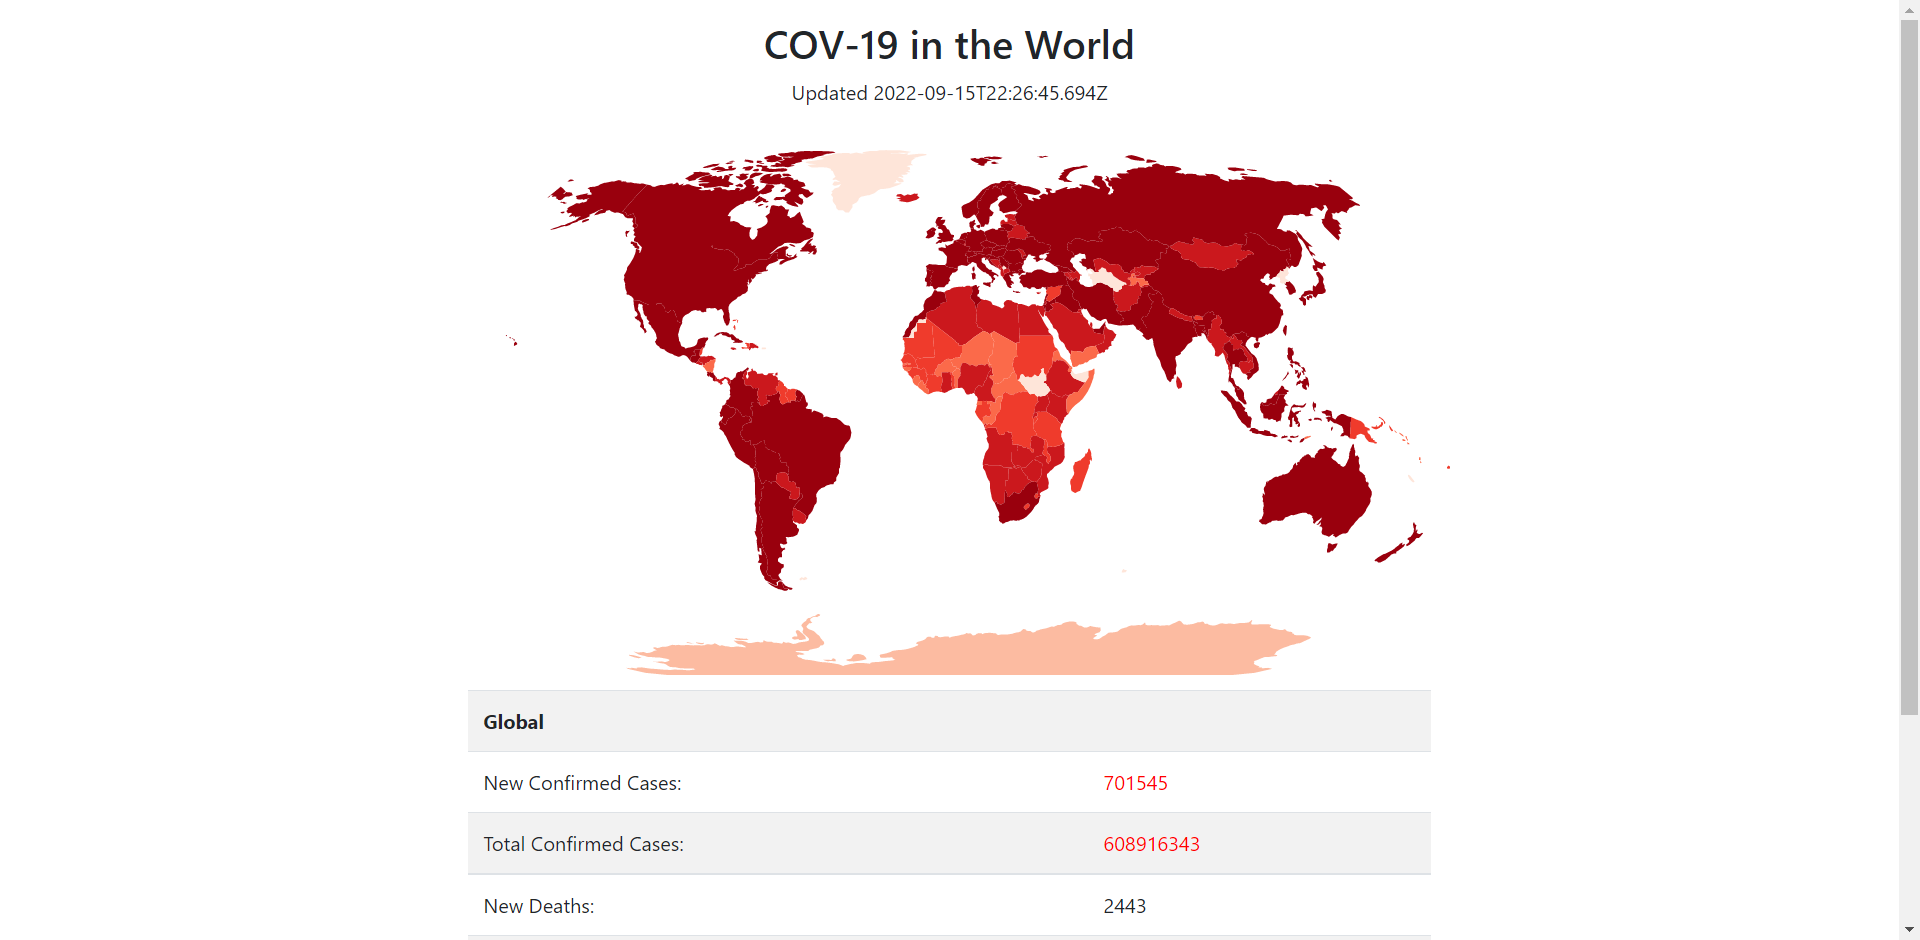 COV-19 in the World
Updated 2022-09-15T22:26:45.694Z
Global
New Confirmed Cases: 701545
Total Confirmed Cases: 608916343
New Deaths: 2443